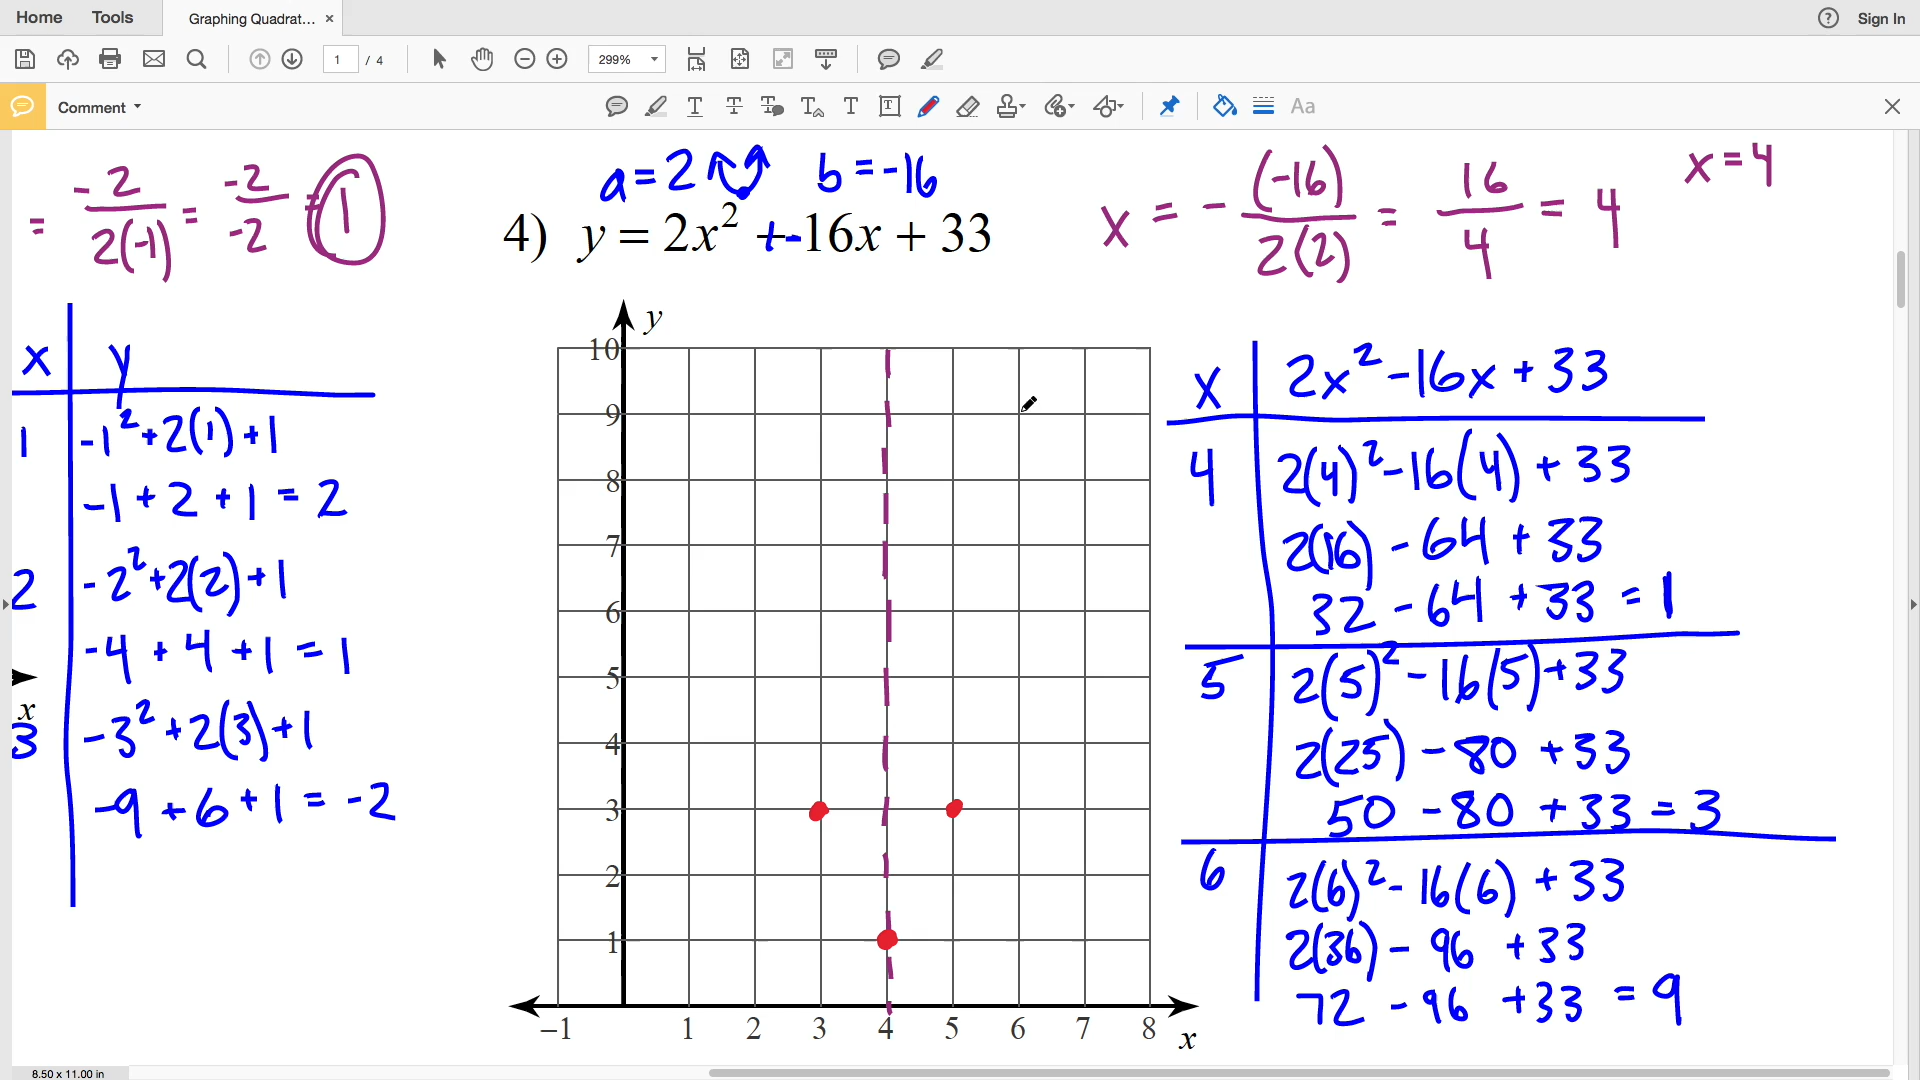 Home Tools Graphing Quadrat... × ? Sign In
1 / 4 299%
Comment T T T T T T Aa
= -2/2(-1) = -2/-2 = 1
a=2 b=-16
4) y = 2x² +-16x + 33
x = - (-16)/2(2) = 16/4 = 4
x=4
x y
1 -1²+2(1)+1
-1+2+1=2
2 -2²+2(2)+1
-4+4+1=1
3 -3²+2(3)+1
-9+6+1=-2
x
y
10
9
8
7
6
5
4
3
2
1
-1 1 2 3 4 5 6 7 8
x
x 2x²-16x+33
4 2(4)²-16(4)+33
2(16)-64+33
32-64+33=1
5 2(5)²-16(5)+33
2(25)-80+33
50-80+33=3
6 2(6)²-16(6)+33
2(36)-96+33
72-96+33=9
8.50 x 11.00 in